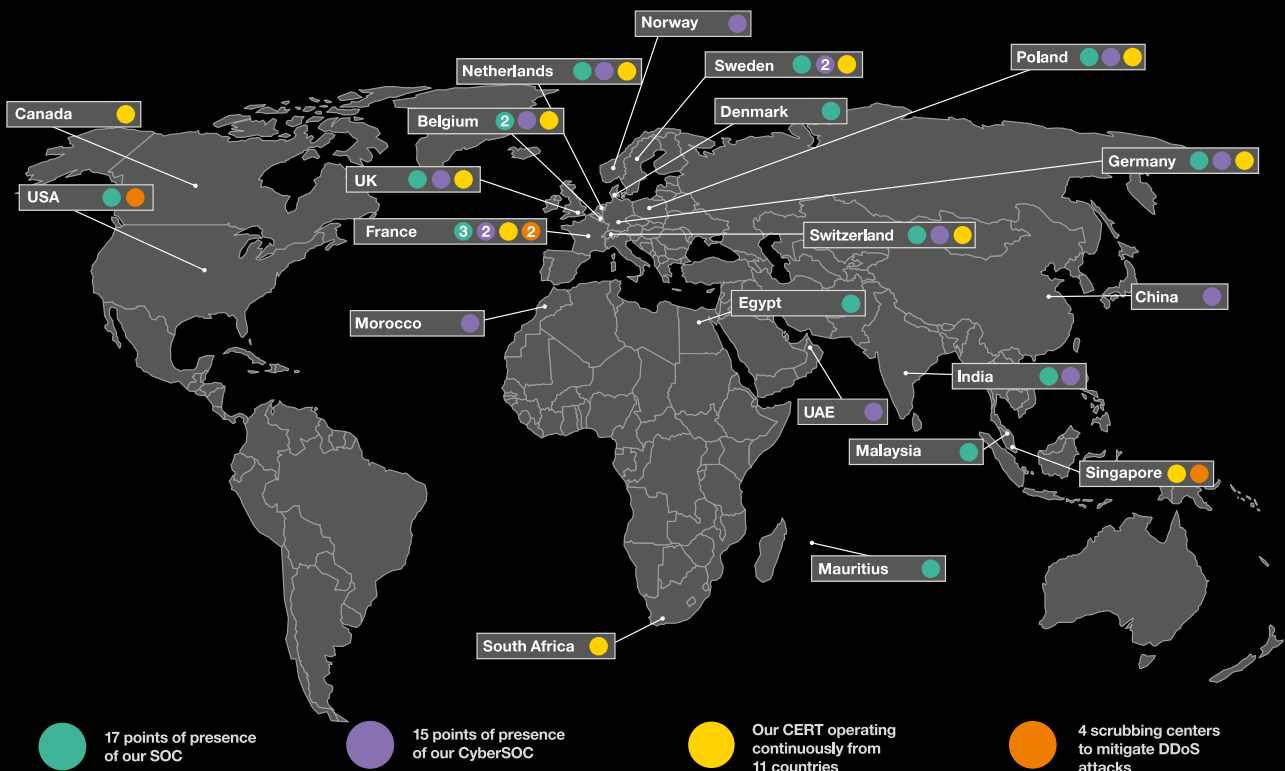 Norway
Netherlands
Sweden 2
Poland
Canada
Belgium 2
Denmark
UK
Germany
USA
France 3 2 2
Switzerland
Morocco
Egypt
China
India
UAE
Malaysia
Singapore
Mauritius
South Africa
17 points of presence
of our SOC
15 points of presence
of our CyberSOC
Our CERT operating
continuously from
11 countries
4 scrubbing centers
to mitigate DDoS
attacks